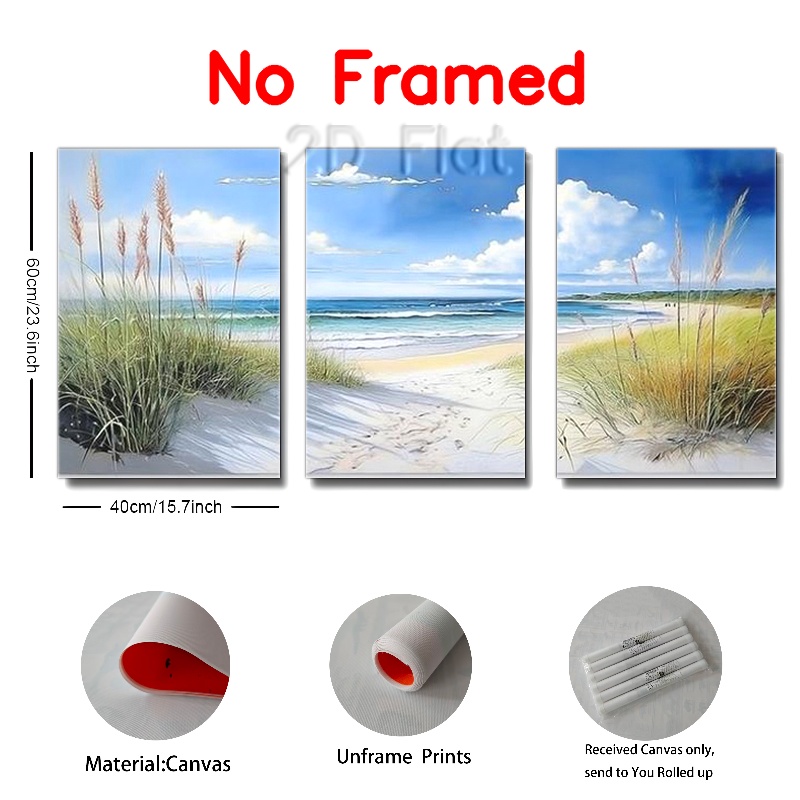 No Framed
2D Flat
60cm/23.6inch
40cm/15.7inch
Material:Canvas
Unframe Prints
Received Canvas only,
send to You Rolled up